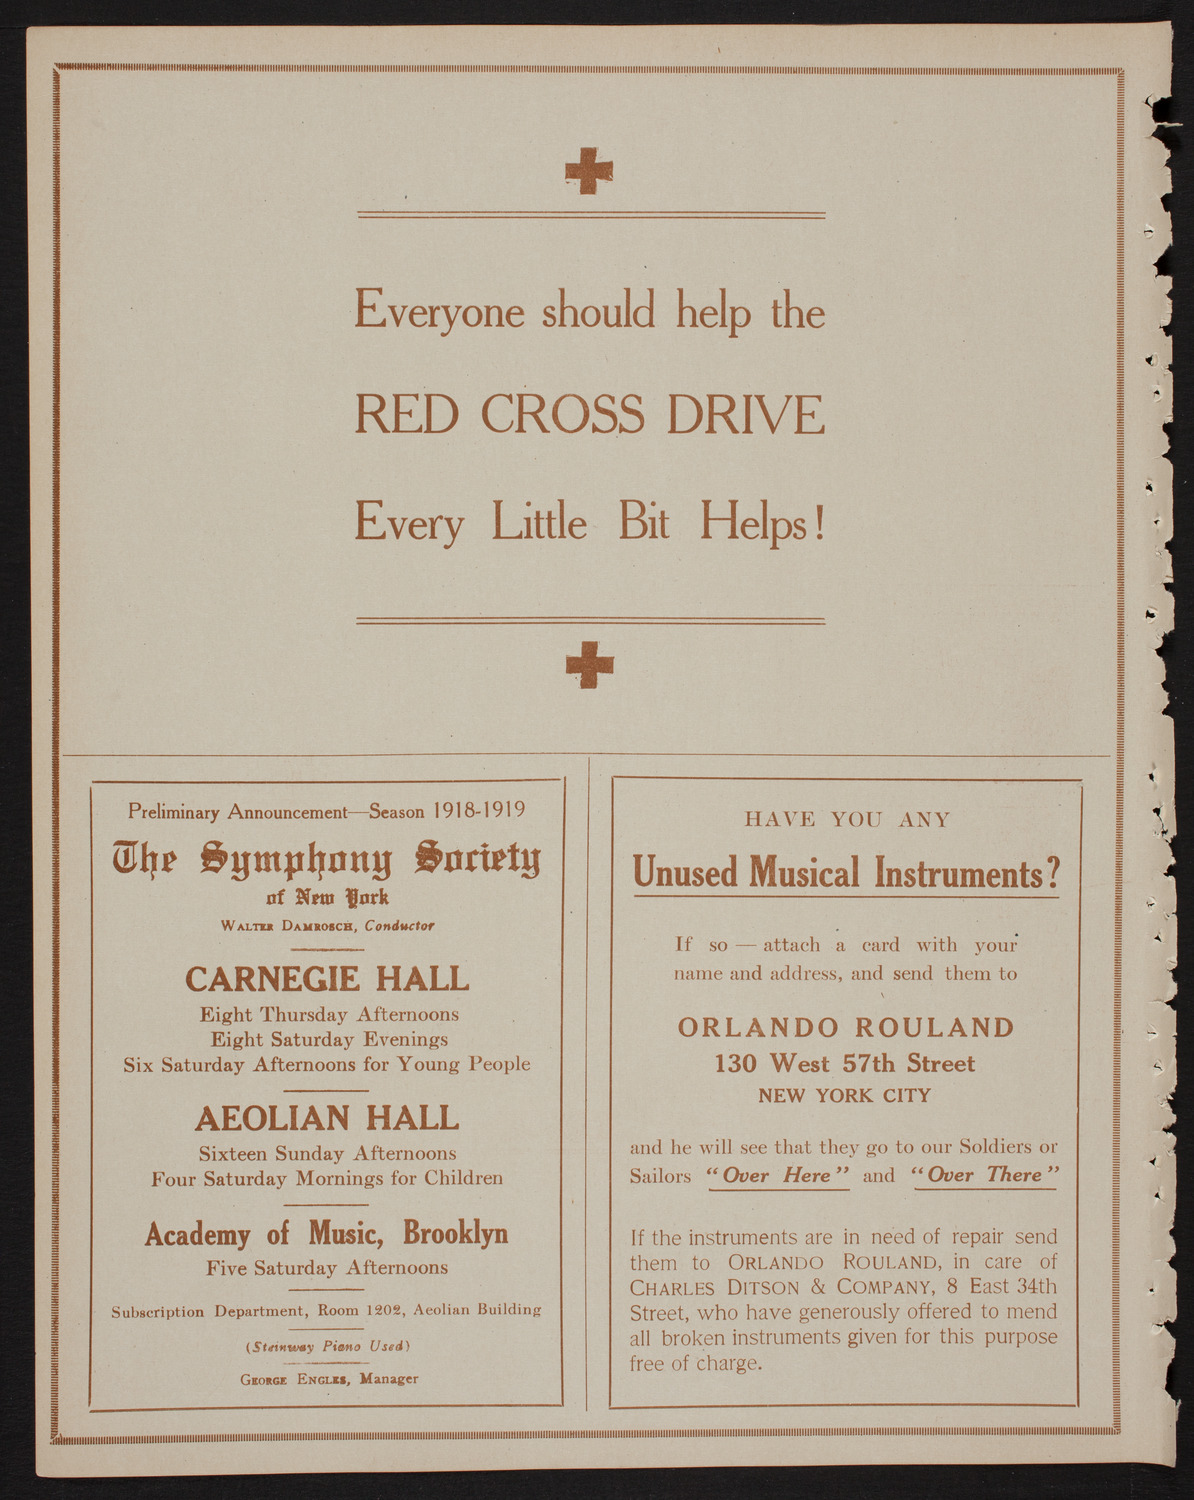 Everyone should help the
RED CROSS DRIVE
Every Little Bit Helps!
Preliminary Announcement—Season 1918-1919
The Symphony Society
of New York
WALTER DAMROSCH, Conductor
CARNEGIE HALL
Eight Thursday Afternoons
Eight Saturday Evenings
Six Saturday Afternoons for Young People
AEOLIAN HALL
Sixteen Sunday Afternoons
Four Saturday Mornings for Children
Academy of Music, Brooklyn
Five Saturday Afternoons
Subscription Department, Room 1202, Aeolian Building
(Steinway Piano Used)
GEORGE ENGLES, Manager
HAVE YOU ANY
Unused Musical Instruments?
If so — attach a card with your
name and address, and send them to
ORLANDO ROULAND
130 West 57th Street
NEW YORK CITY
and he will see that they go to our Soldiers or
Sailors "Over Here" and "Over There"
If the instruments are in need of repair send
them to ORLANDO ROULAND, in care of
CHARLES DITSON & COMPANY, 8 East 34th
Street, who have generously offered to mend
all broken instruments given for this purpose
free of charge.